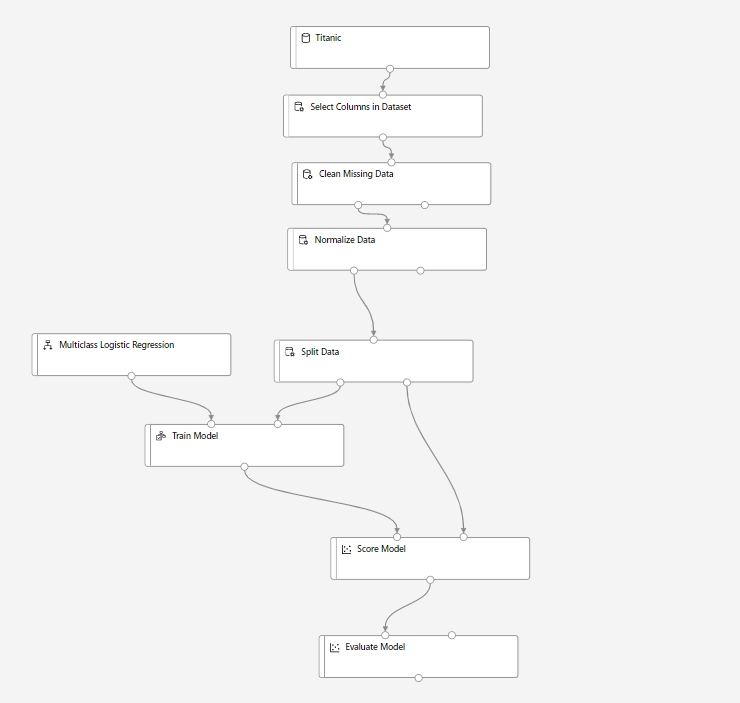 Titanic
Select Columns in Dataset
Clean Missing Data
Normalize Data
Multiclass Logistic Regression
Split Data
Train Model
Score Model
Evaluate Model